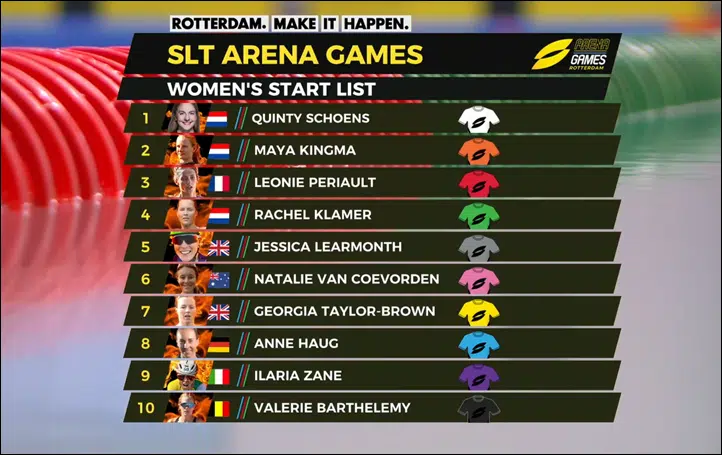 ROTTERDAM. MAKE IT HAPPEN.
SLT ARENA GAMES
ARENA
GAMES
ROTTERDAM
WOMEN'S START LIST
1 QUINTY SCHOENS
2 MAYA KINGMA
3 LEONIE PERIAULT
4 RACHEL KLAMER
5 JESSICA LEARMONTH
6 NATALIE VAN COEVORDEN
7 GEORGIA TAYLOR-BROWN
8 ANNE HAUG
9 ILARIA ZANE
10 VALERIE BARTHELEMY